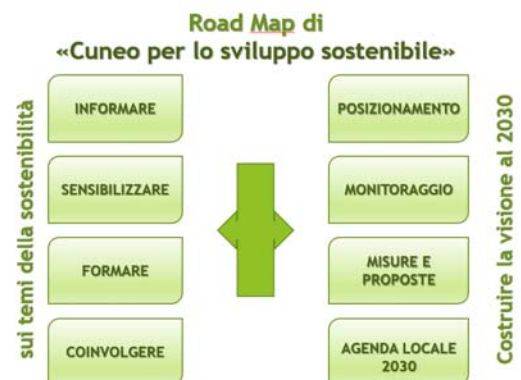 Road Map di
«Cuneo per lo sviluppo sostenibile»
sui temi della sostenibilità
INFORMARE
SENSIBILIZZARE
FORMARE
COINVOLGERE
POSIZIONAMENTO
MONITORAGGIO
MISURE E
PROPOSTE
AGENDA LOCALE
2030
Costruire la visione al 2030